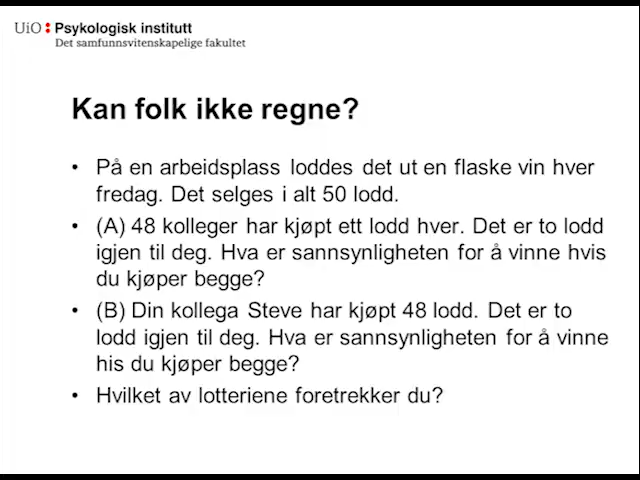 UiO : Psykologisk institutt
Det samfunnsvitenskapelige fakultet
Kan folk ikke regne?
• På en arbeidsplass loddes det ut en flaske vin hver
fredag. Det selges i alt 50 lodd.
• (A) 48 kolleger har kjøpt ett lodd hver. Det er to lodd
igjen til deg. Hva er sannsynligheten for å vinne hvis
du kjøper begge?
• (B) Din kollega Steve har kjøpt 48 lodd. Det er to
lodd igjen til deg. Hva er sannsynligheten for å vinne
his du kjøper begge?
• Hvilket av lotteriene foretrekker du?